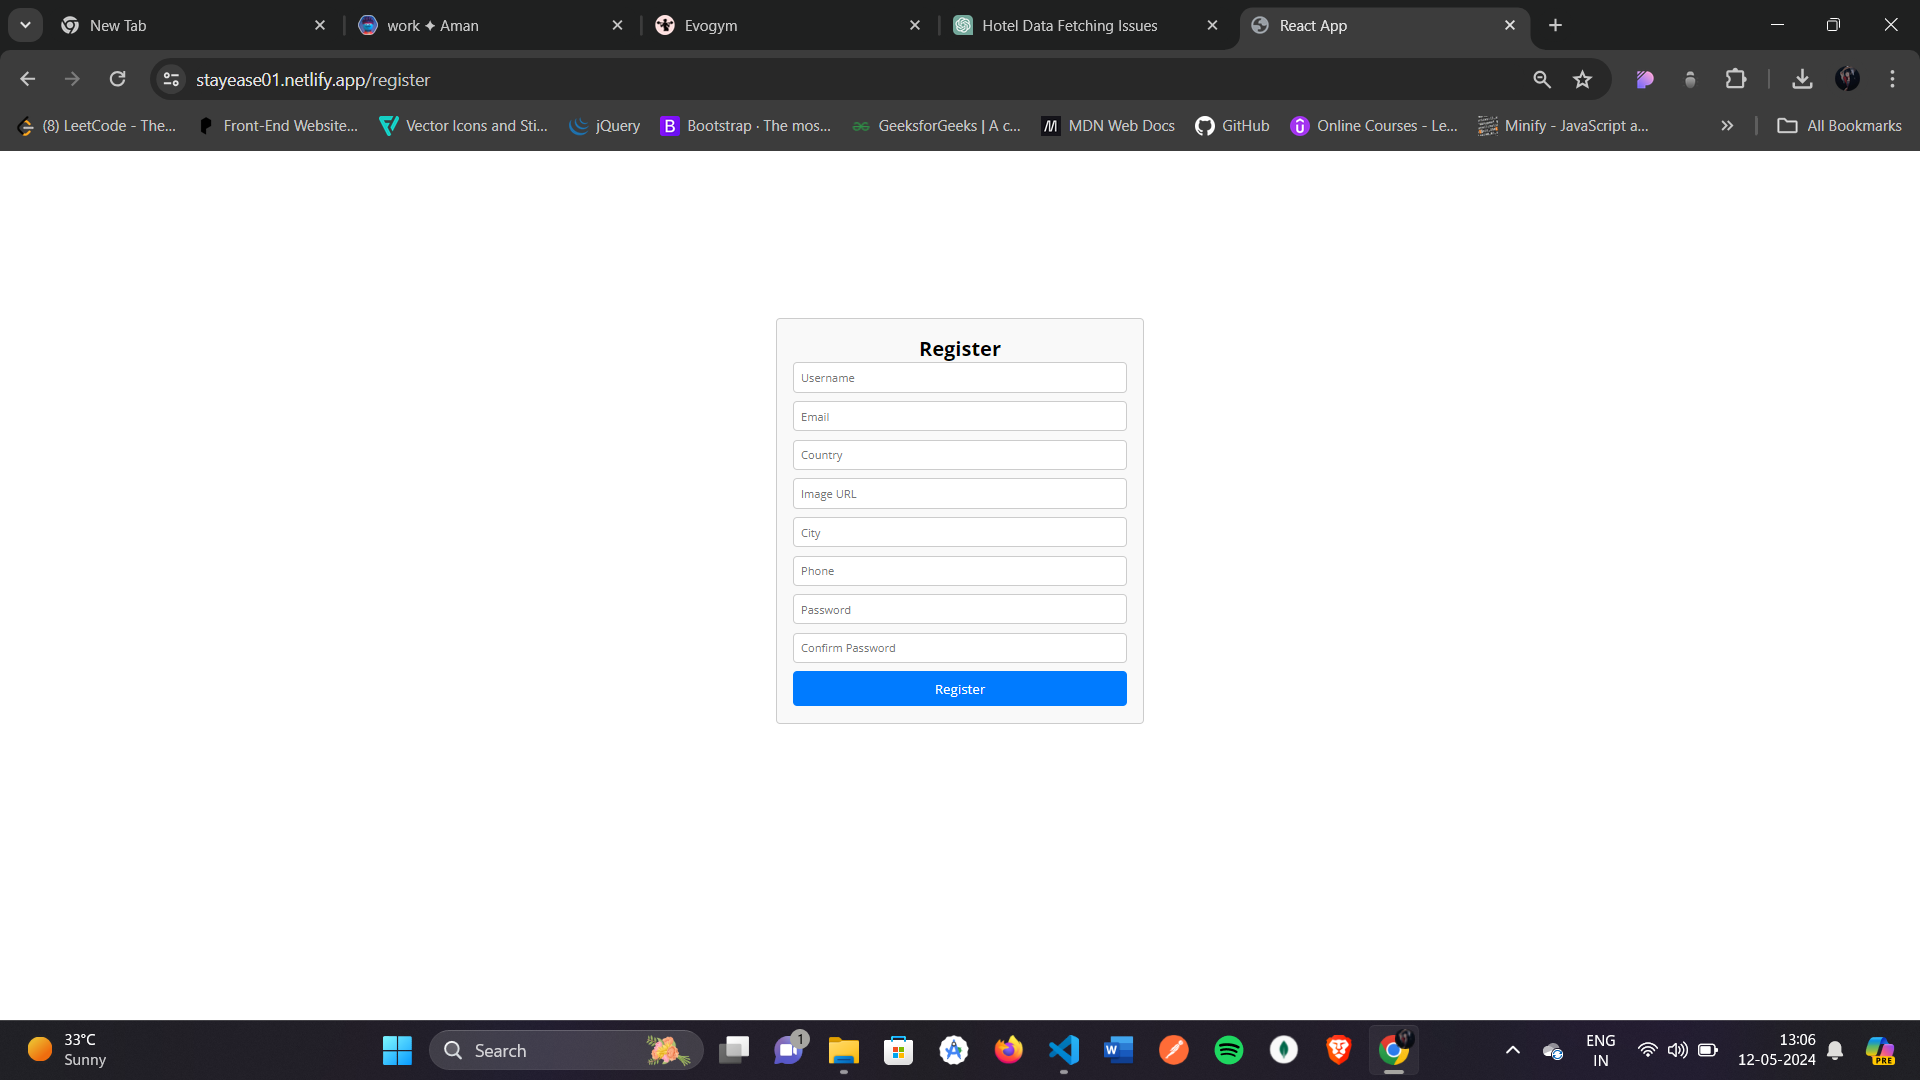 New Tab
work ✦ Aman
Evogym
Hotel Data Fetching Issues
React App
stayease01.netlify.app/register
(8) LeetCode - The...
Front-End Website...
Vector Icons and Sti...
jQuery
B
Bootstrap · The mos...
GeeksforGeeks | A c...
MDN Web Docs
GitHub
Online Courses - Le...
Minify - JavaScript a...
All Bookmarks
Register
Username
Email
Country
Image URL
City
Phone
Password
Confirm Password
Register
33°C
Sunny
Search
1
W
ENG
IN
13:06
12-05-2024
PRE